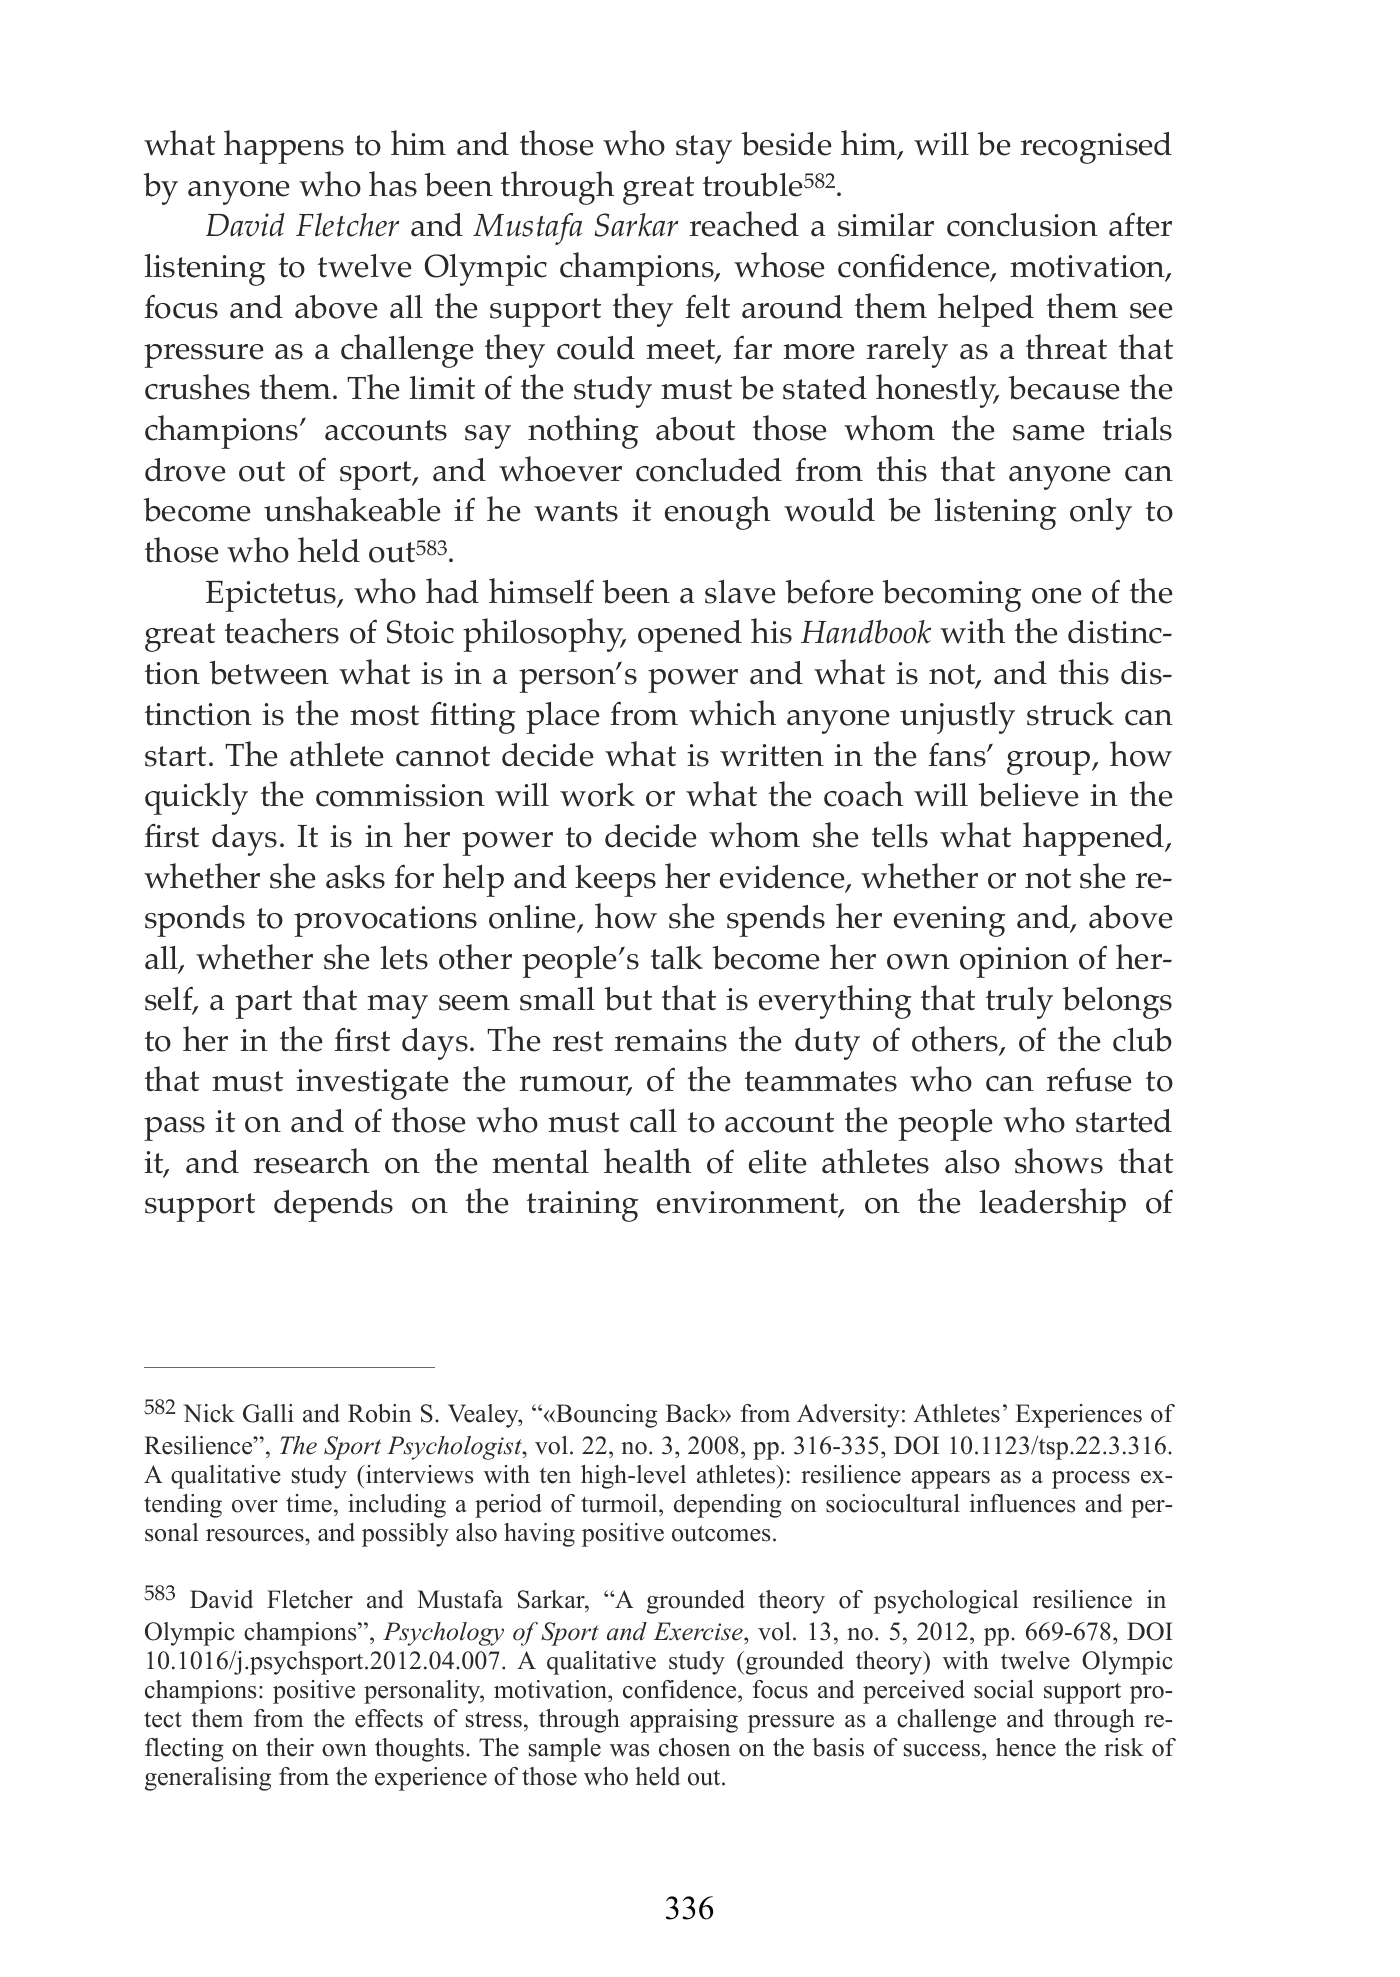 what happens to him and those who stay beside him, will be recognised
by anyone who has been through great trouble582.
David Fletcher and Mustafa Sarkar reached a similar conclusion after
listening to twelve Olympic champions, whose confidence, motivation,
focus and above all the support they felt around them helped them see
pressure as a challenge they could meet, far more rarely as a threat that
crushes them. The limit of the study must be stated honestly, because the
champions’ accounts say nothing about those whom the same trials
drove out of sport, and whoever concluded from this that anyone can
become unshakeable if he wants it enough would be listening only to
those who held out583.
Epictetus, who had himself been a slave before becoming one of the
great teachers of Stoic philosophy, opened his Handbook with the distinc-
tion between what is in a person’s power and what is not, and this dis-
tinction is the most fitting place from which anyone unjustly struck can
start. The athlete cannot decide what is written in the fans’ group, how
quickly the commission will work or what the coach will believe in the
first days. It is in her power to decide whom she tells what happened,
whether she asks for help and keeps her evidence, whether or not she re-
sponds to provocations online, how she spends her evening and, above
all, whether she lets other people’s talk become her own opinion of her-
self, a part that may seem small but that is everything that truly belongs
to her in the first days. The rest remains the duty of others, of the club
that must investigate the rumour, of the teammates who can refuse to
pass it on and of those who must call to account the people who started
it, and research on the mental health of elite athletes also shows that
support depends on the training environment, on the leadership of
582 Nick Galli and Robin S. Vealey, “«Bouncing Back» from Adversity: Athletes’ Experiences of
Resilience”, The Sport Psychologist, vol. 22, no. 3, 2008, pp. 316-335, DOI 10.1123/tsp.22.3.316.
A qualitative study (interviews with ten high-level athletes): resilience appears as a process ex-
tending over time, including a period of turmoil, depending on sociocultural influences and per-
sonal resources, and possibly also having positive outcomes.
583 David Fletcher and Mustafa Sarkar, “A grounded theory of psychological resilience in
Olympic champions”, Psychology of Sport and Exercise, vol. 13, no. 5, 2012, pp. 669-678, DOI
10.1016/j.psychsport.2012.04.007. A qualitative study (grounded theory) with twelve Olympic
champions: positive personality, motivation, confidence, focus and perceived social support pro-
tect them from the effects of stress, through appraising pressure as a challenge and through re-
flecting on their own thoughts. The sample was chosen on the basis of success, hence the risk of
generalising from the experience of those who held out.
336